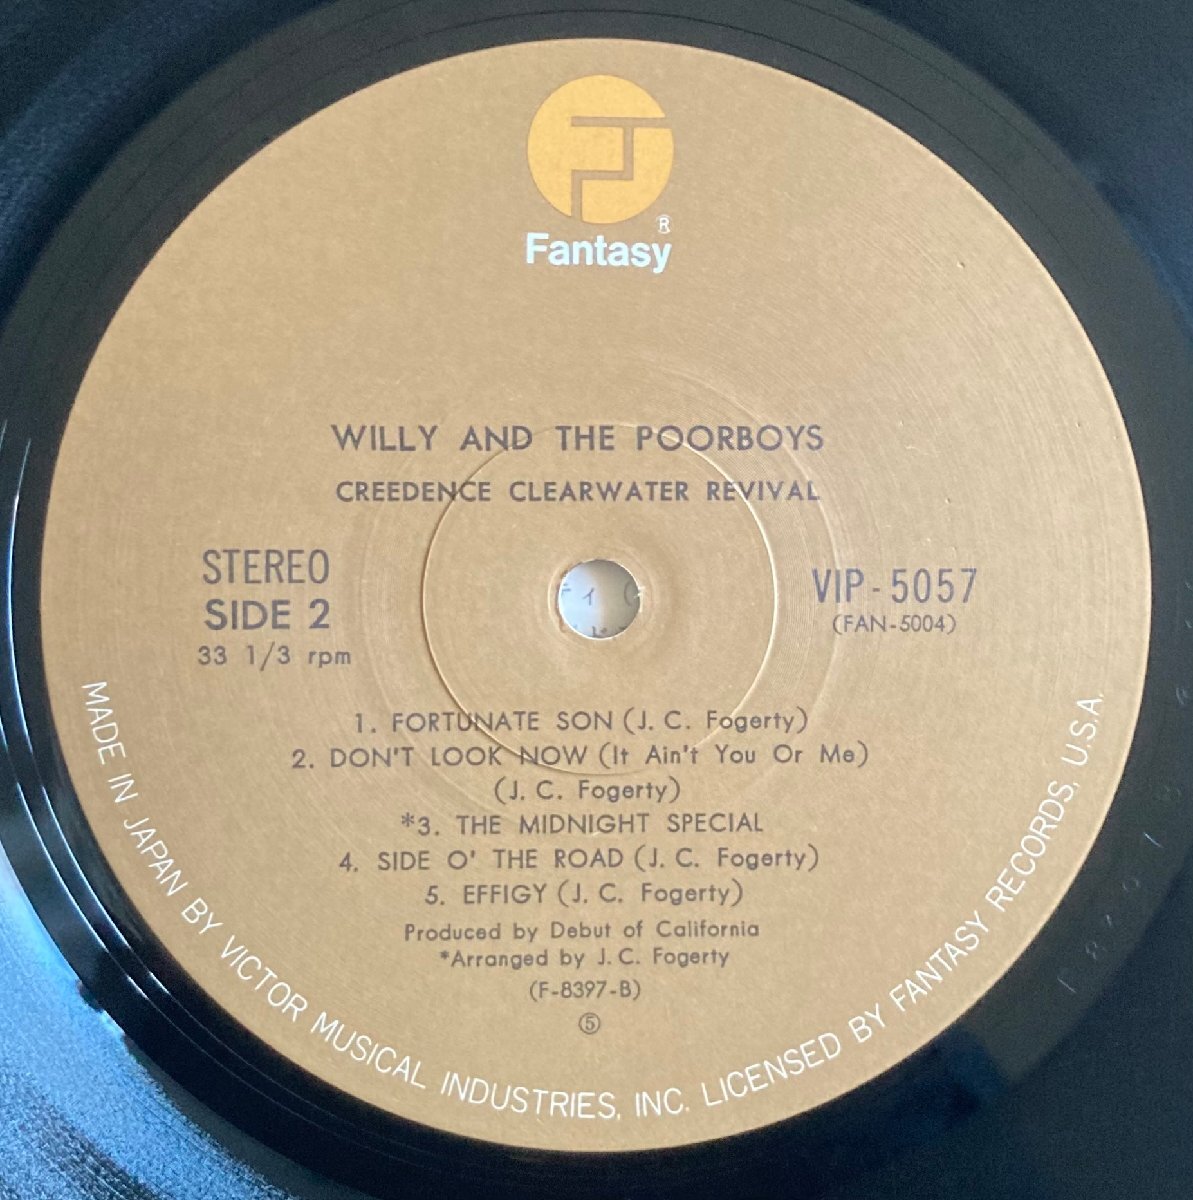 ®
Fantasy
WILLY AND THE POORBOYS
CREEDENCE CLEARWATER REVIVAL
STEREO
SIDE 2
33 1/3 rpm
VIP-5057
(FAN-5004)
1. FORTUNATE SON (J. C. Fogerty)
2. DON'T LOOK NOW (It Ain't You Or Me)
(J. C. Fogerty)
*3. THE MIDNIGHT SPECIAL
4. SIDE O' THE ROAD (J. C. Fogerty)
5. EFFIGY (J. C. Fogerty)
Produced by Debut of California
*Arranged by J. C. Fogerty
(F-8397-B)
⑤
MADE IN JAPAN BY VICTOR MUSICAL INDUSTRIES, INC. LICENSED BY FANTASY RECORDS, U.S.A.